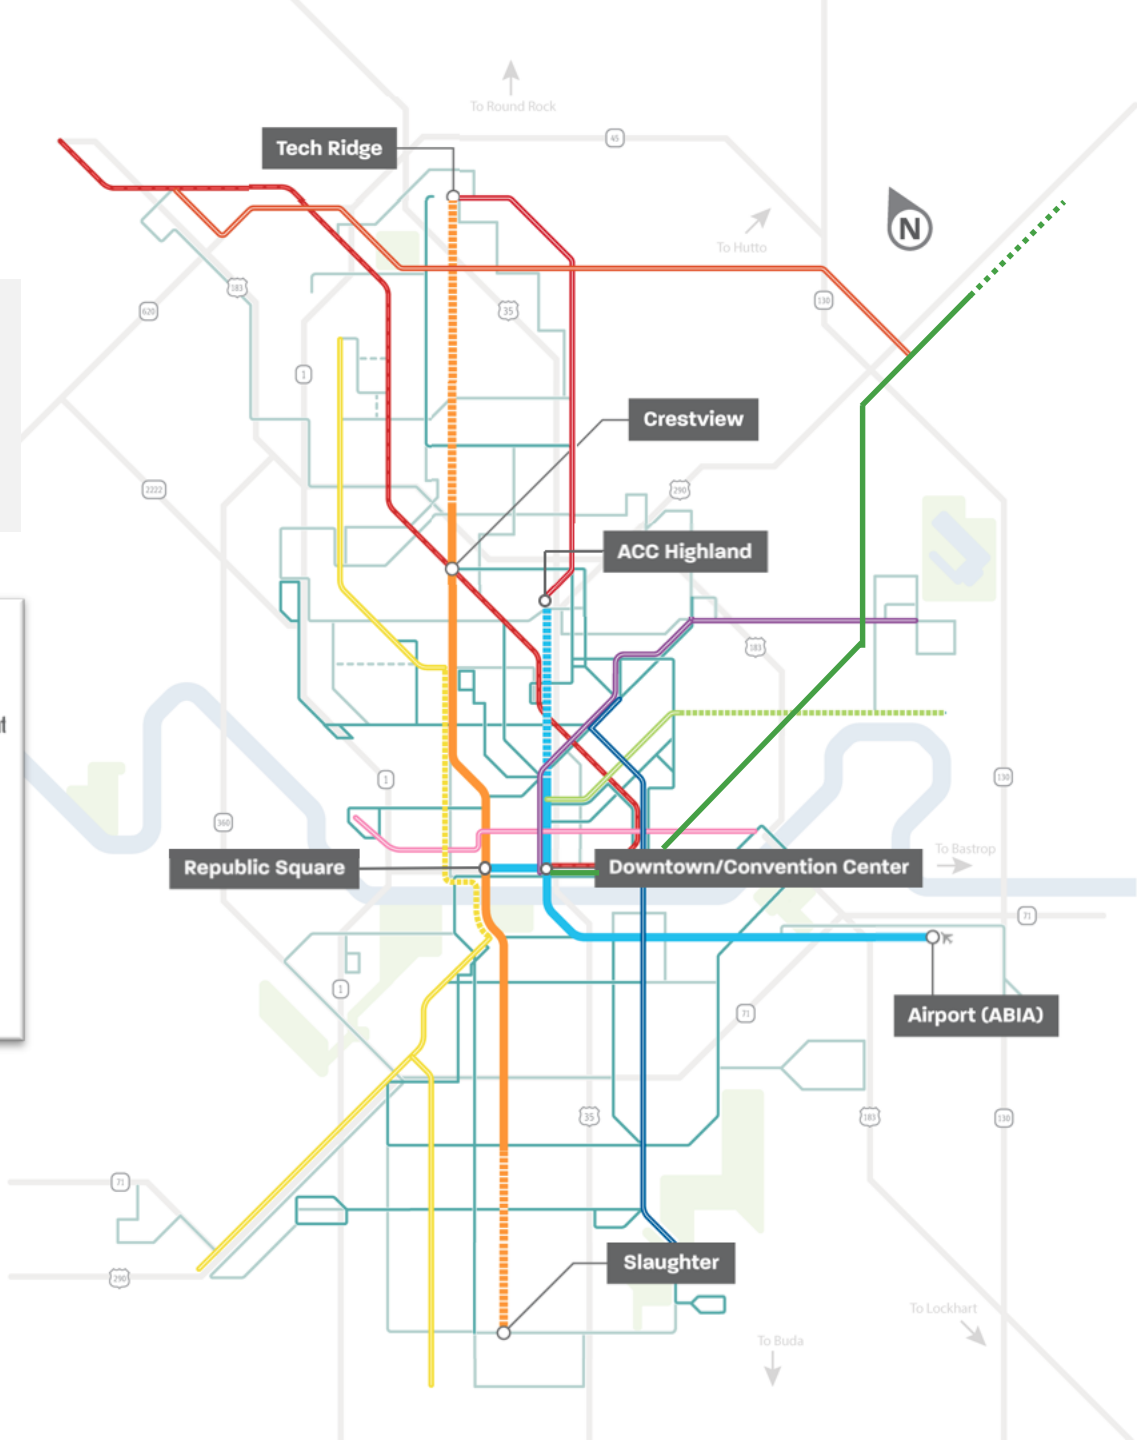 To Round Rock
45
Tech Ridge
N
To Hutto
183
620
35
130
1
Crestview
2222
290
ACC Highland
183
1
130
360
To Bastrop
Republic Square
Downtown/Convention Center
71
1
71
Airport (ABIA)
35
183
130
71
Slaughter
290
To Lockhart
To Buda